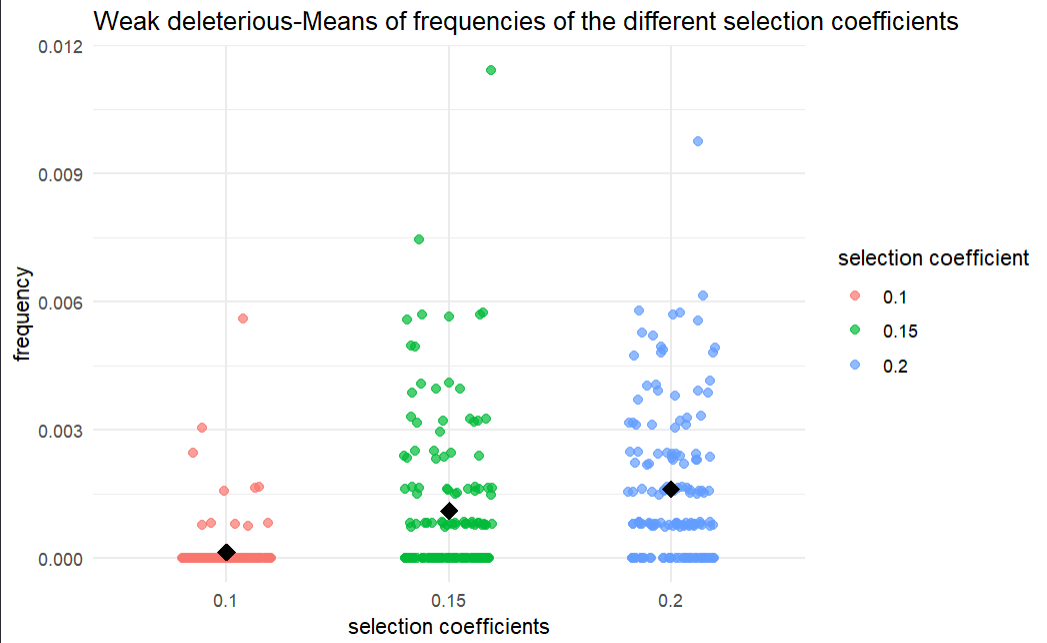 Weak deleterious-Means of frequencies of the different selection coefficients
0.012
0.009
0.006
0.003
0.000
frequency
0.1
0.15
0.2
selection coefficients
selection coefficient
0.1
0.15
0.2